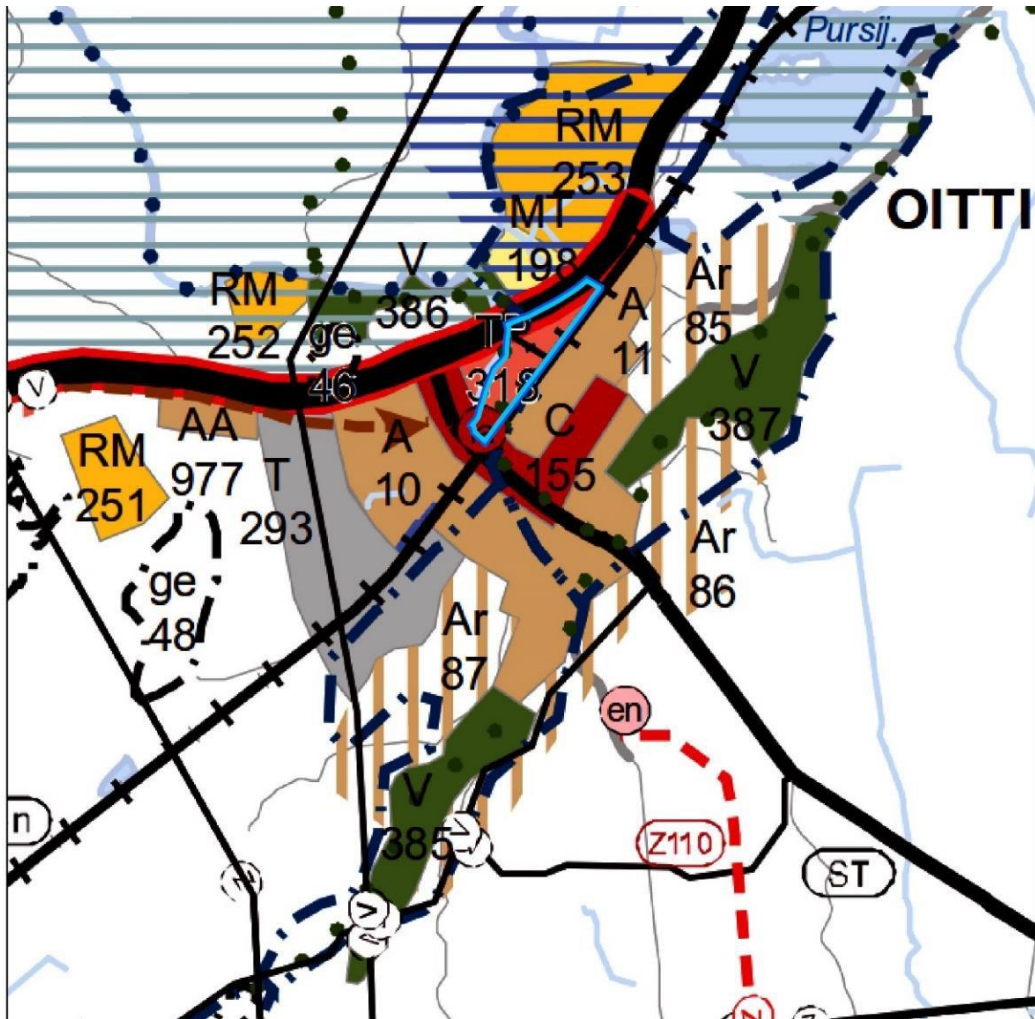 Pursij.
RM
253
OITTI
MT
198
V
386
RM
252
ge
46
TP
318
A
11
Ar
85
V
387
V
AA
977
RM
251
T
293
A
10
C
155
ge
48
Ar
86
Ar
87
en
V
385
n
Z110
ST
V
V
Z